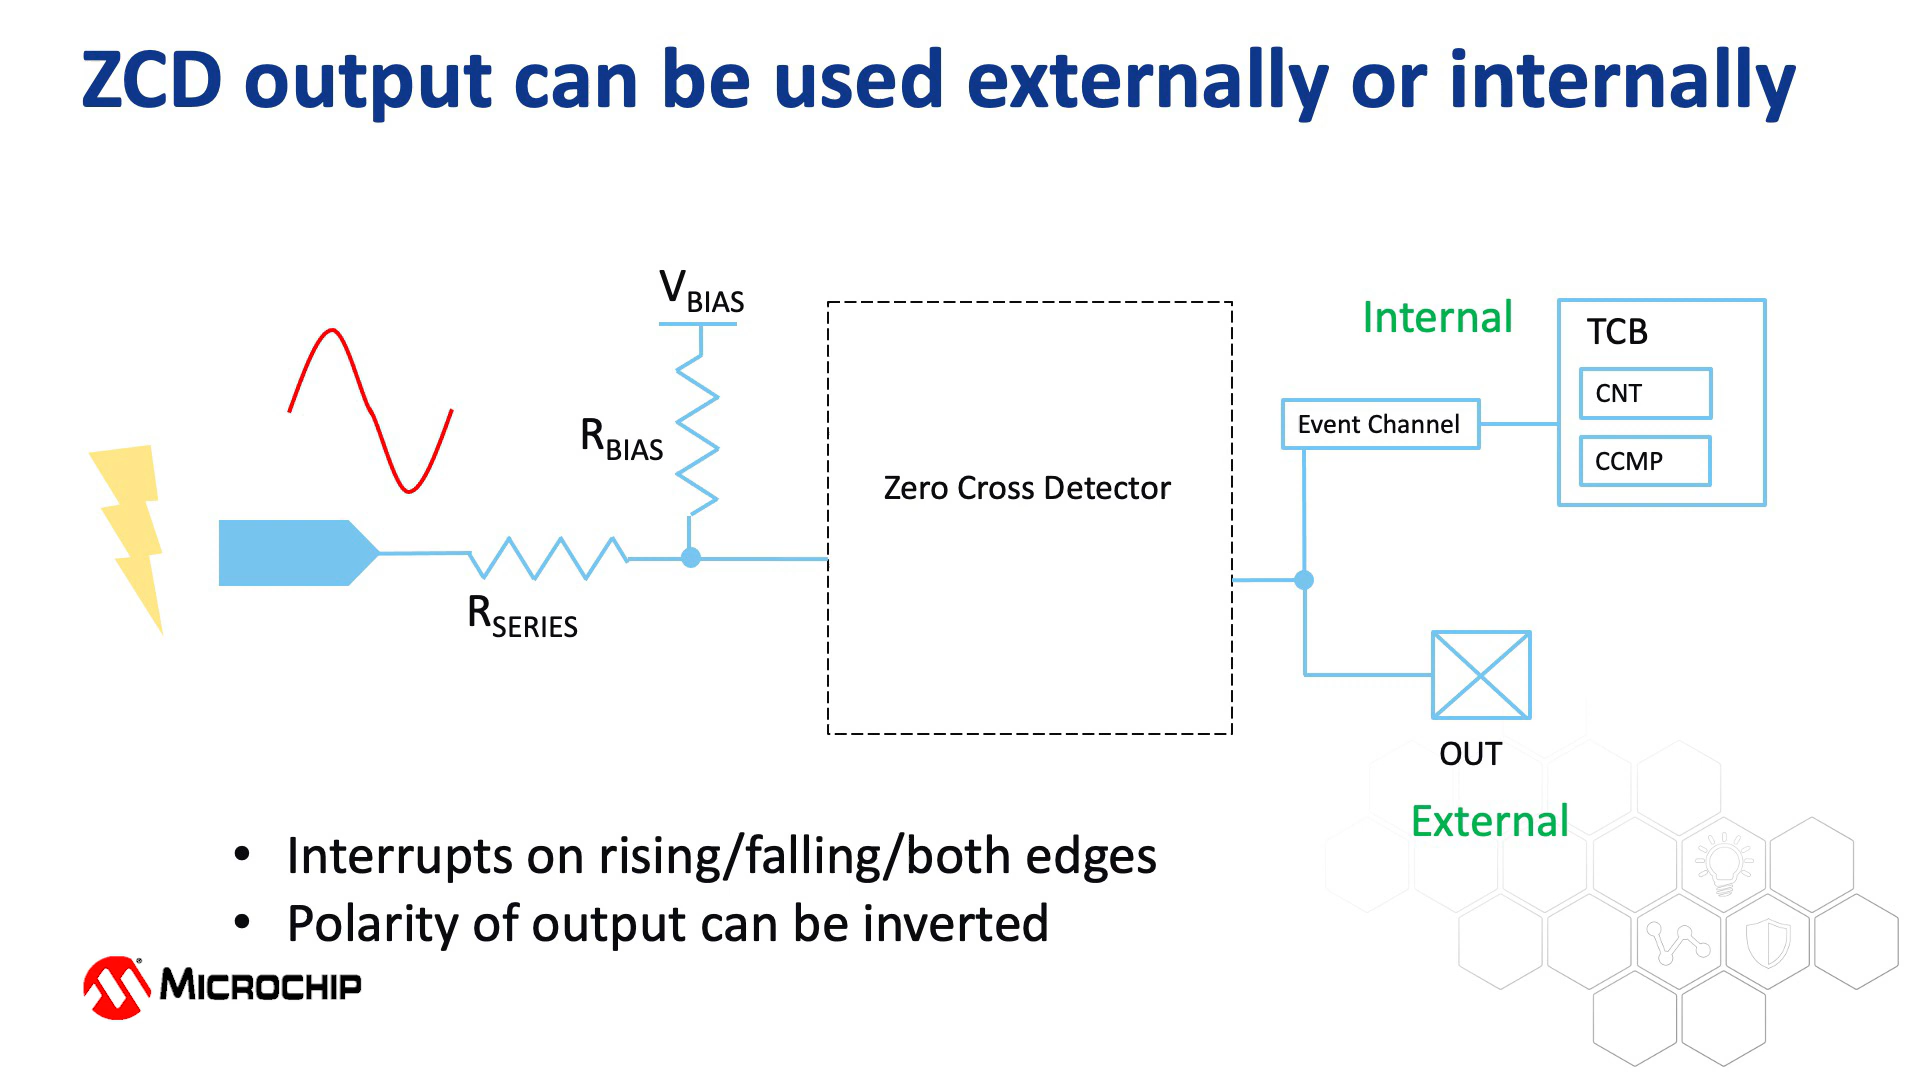 ZCD output can be used externally or internally
VBIAS
RBIAS
RSERIES
Zero Cross Detector
Internal
TCB
CNT
CCMP
Event Channel
OUT
External
• Interrupts on rising/falling/both edges
• Polarity of output can be inverted
MICROCHIP